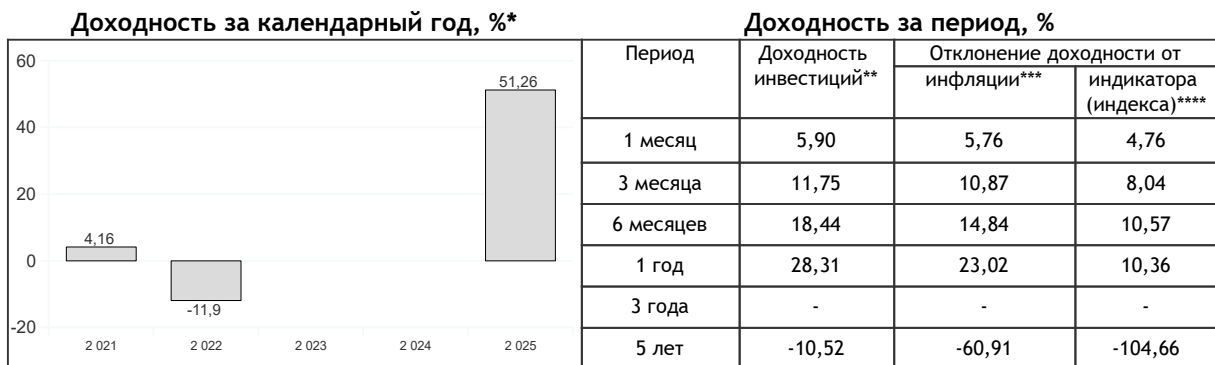 Доходность за календарный год, %*
60
40
20
0
-20
4,16
-11,9
51,26
2 021 2 022 2 023 2 024 2 025
Доходность за период, %
Период Доходность инвестиций** Отклонение доходности от
инфляции*** индикатора (индекса)****
1 месяц 5,90 5,76 4,76
3 месяца 11,75 10,87 8,04
6 месяцев 18,44 14,84 10,57
1 год 28,31 23,02 10,36
3 года - - -
5 лет -10,52 -60,91 -104,66